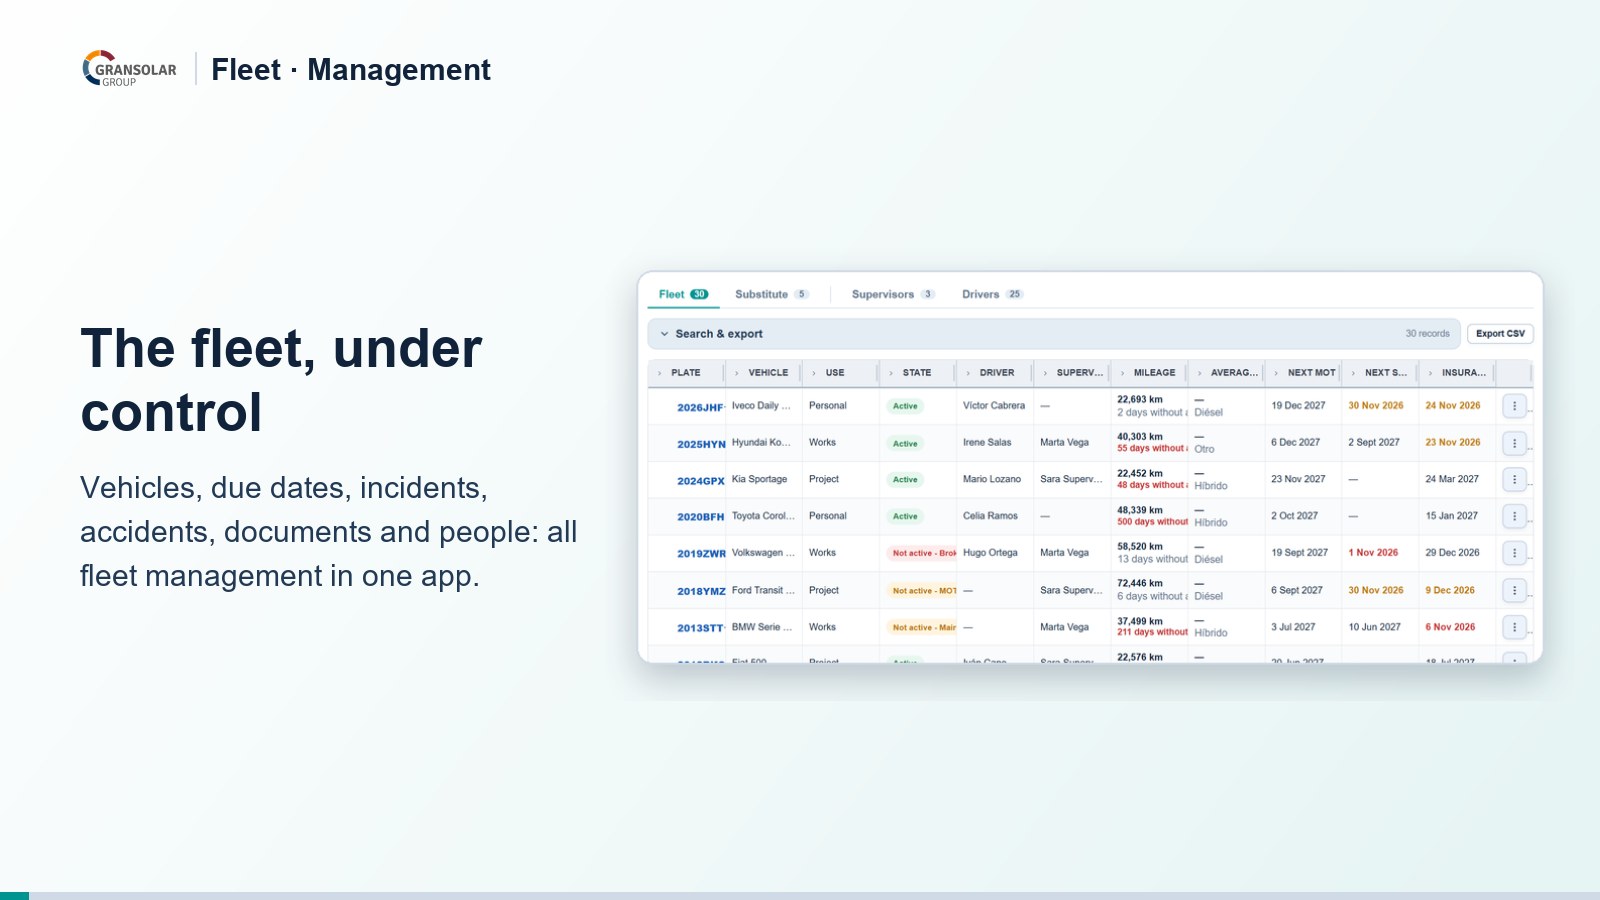 GRANSOLAR
GROUP
Fleet · Management
The fleet, under
control
Vehicles, due dates, incidents,
accidents, documents and people: all
fleet management in one app.
Fleet 30 Substitute 5 Supervisors 3 Drivers 25
Search & export 30 records Export CSV
PLATE VEHICLE USE STATE DRIVER SUPERV... MILEAGE AVERAG... NEXT MOT NEXT S... INSURA...
2026JHF Iveco Daily ... Personal Active Víctor Cabrera — 22,693 km — 19 Dec 2027 30 Nov 2026 24 Nov 2026
2 days without Diésel
2025HYN Hyundai Ko... Works Active Irene Salas Marta Vega 40,303 km — 6 Dec 2027 2 Sept 2027 23 Nov 2026
55 days without Otro
2024GPX Kia Sportage Project Active Mario Lozano Sara Superv... 22,452 km — 23 Nov 2027 — 24 Mar 2027
48 days without Híbrido
2020BFH Toyota Corol... Personal Active Celia Ramos — 48,339 km — 2 Oct 2027 — 15 Jan 2027
500 days without Híbrido
2019ZWR Volkswagen ... Works Not active - Brok Hugo Ortega Marta Vega 58,520 km — 19 Sept 2027 1 Nov 2026 29 Dec 2026
13 days without Diésel
2018YMZ Ford Transit ... Project Not active - MOT — Sara Superv... 72,446 km — 6 Sept 2027 30 Nov 2026 9 Dec 2026
6 days without Diésel
2013STT BMW Serie ... Works Not active - Mair — Marta Vega 37,499 km — 3 Jul 2027 10 Jun 2027 6 Nov 2026
211 days without Híbrido
22,576 km —